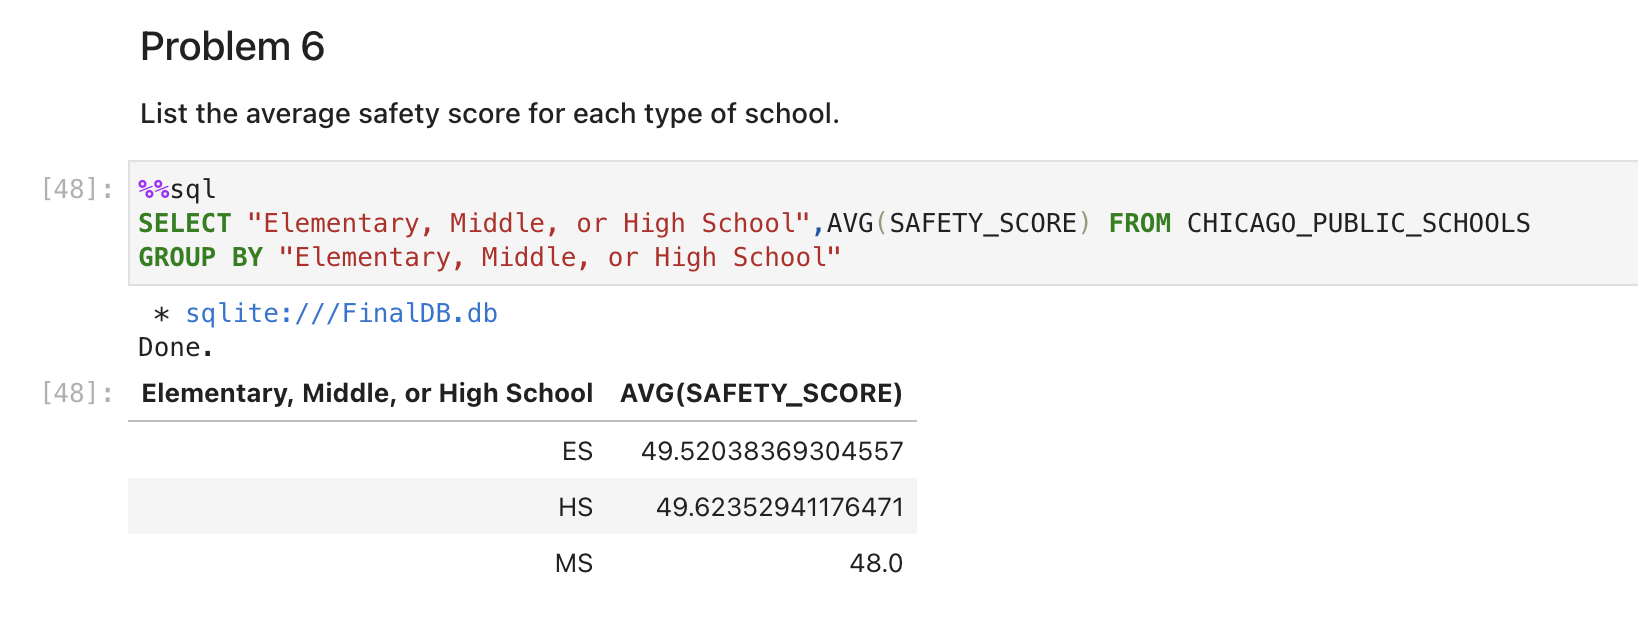 Problem 6
List the average safety score for each type of school.
[48]: %%sql
SELECT "Elementary, Middle, or High School",AVG(SAFETY_SCORE) FROM CHICAGO_PUBLIC_SCHOOLS
GROUP BY "Elementary, Middle, or High School"
* sqlite:///FinalDB.db
Done.
[48]: Elementary, Middle, or High School AVG(SAFETY_SCORE)
ES 49.52038369304557
HS 49.62352941176471
MS 48.0